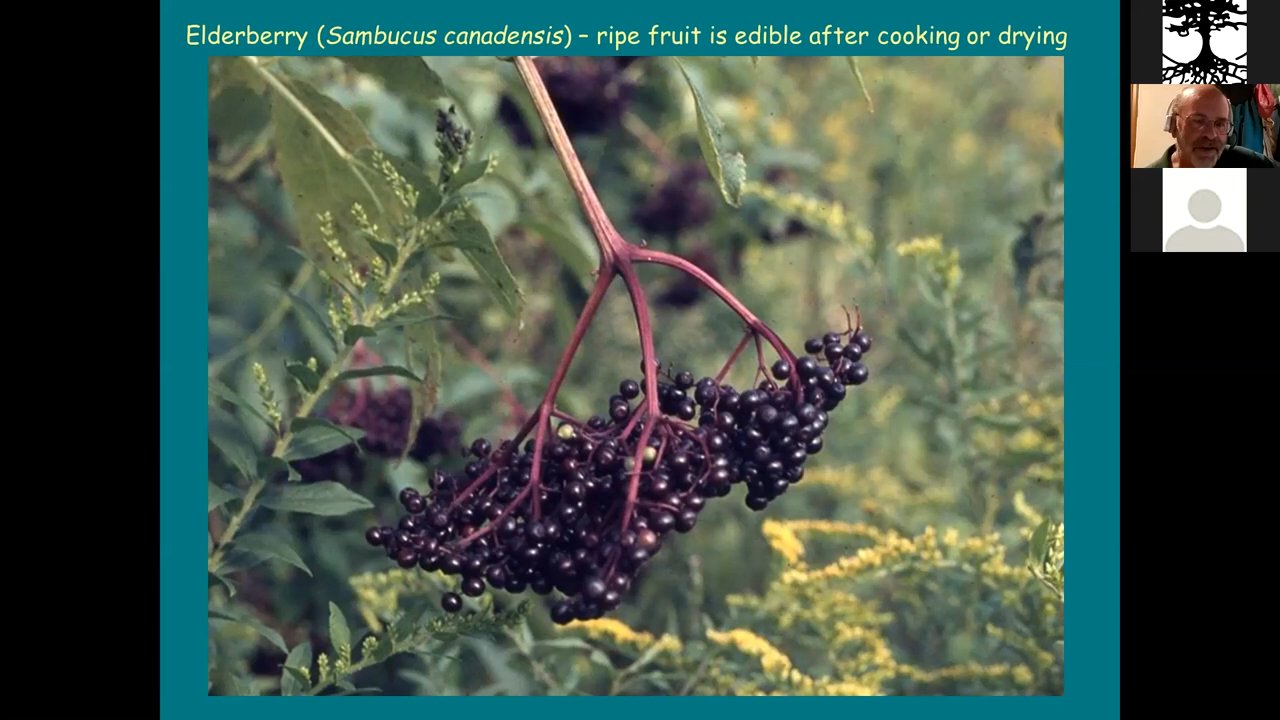 Elderberry (Sambucus canadensis) – ripe fruit is edible after cooking or drying